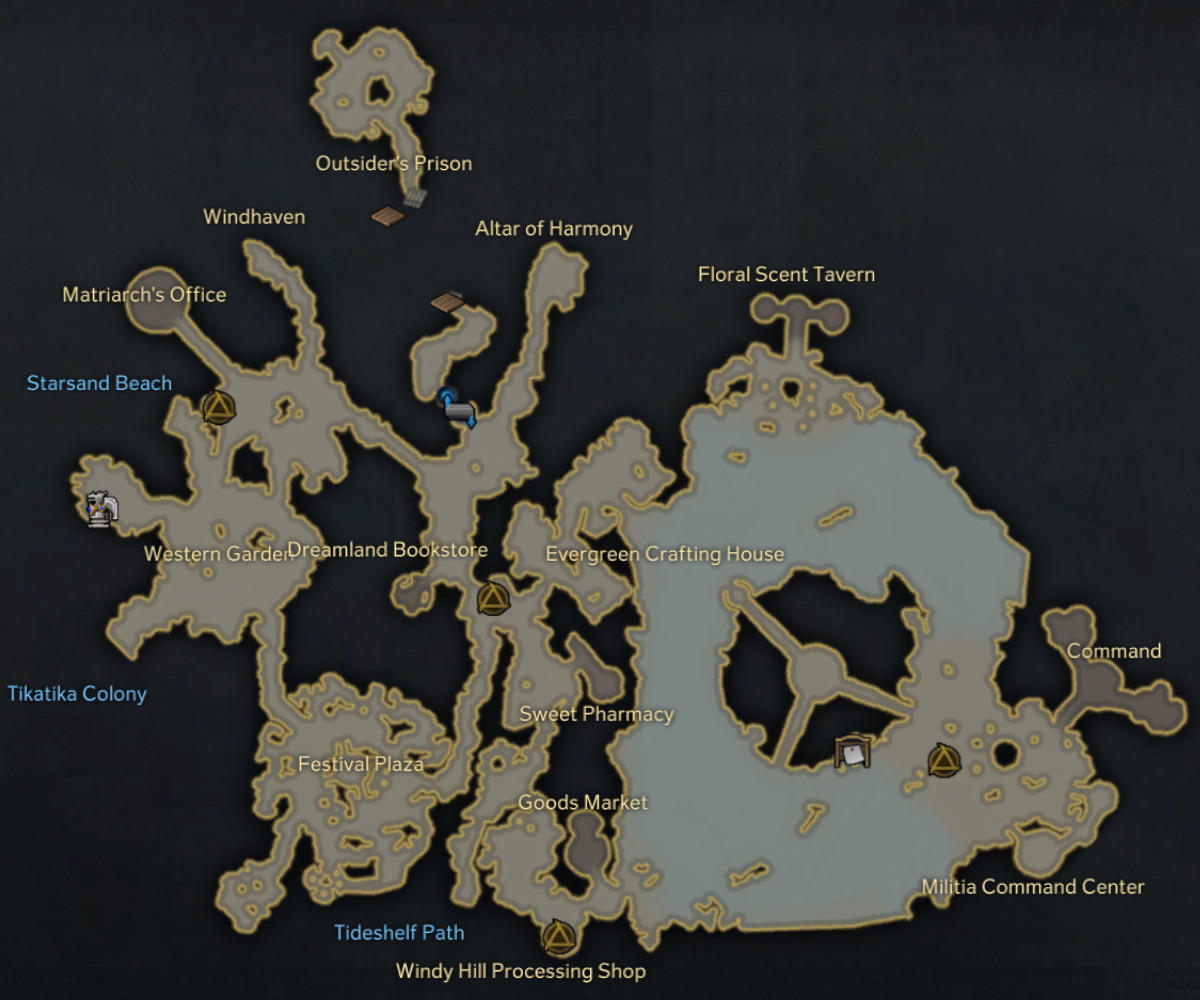 Outsider's Prison
Windhaven
Altar of Harmony
Floral Scent Tavern
Matriarch's Office
Starsand Beach
Western Garden
Dreamland Bookstore
Evergreen Crafting House
Command
Tikatika Colony
Sweet Pharmacy
Festival Plaza
Goods Market
Militia Command Center
Tideshelf Path
Windy Hill Processing Shop